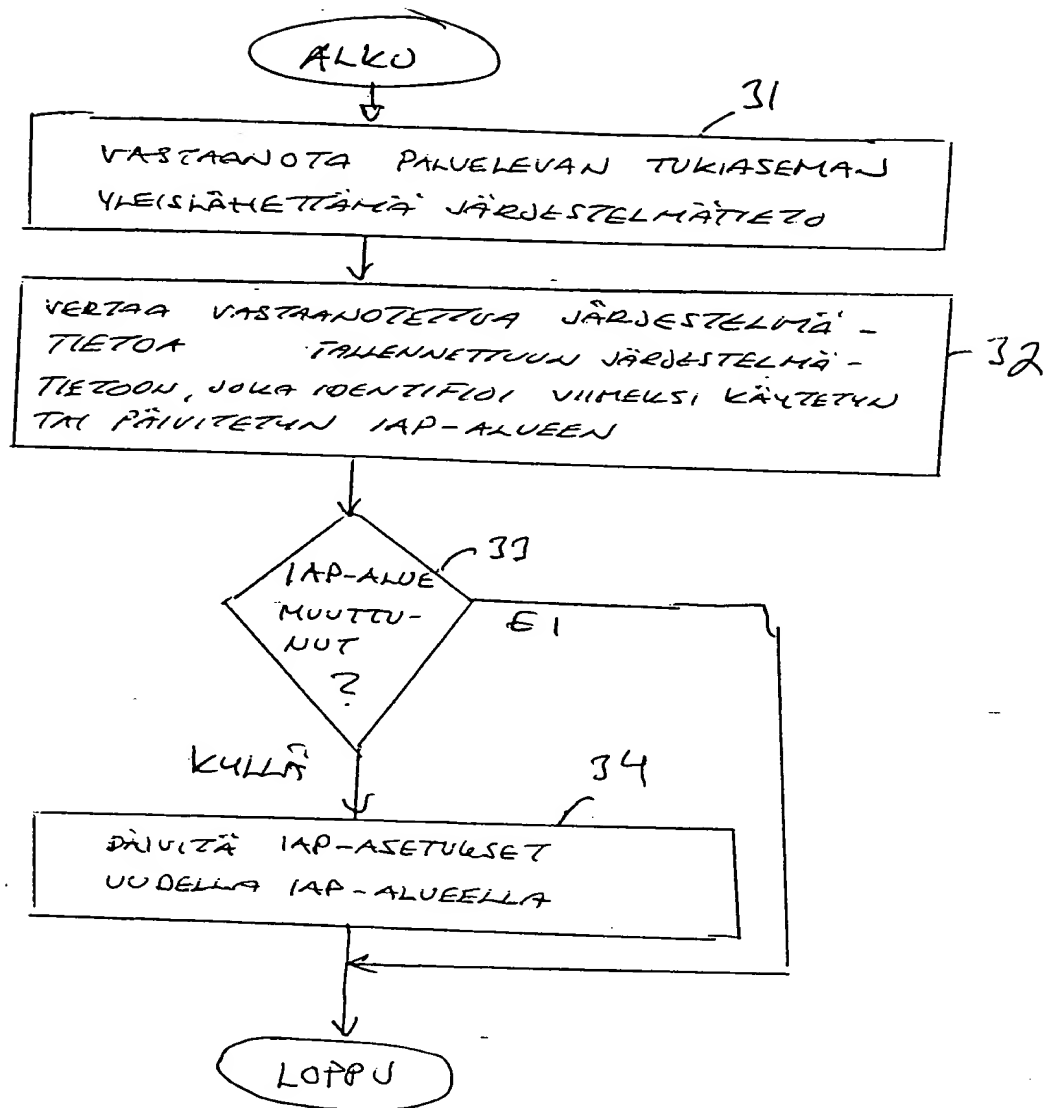 ALKU
31
VASTAANOTA PALVELEVAN TUKIASEMAN
YLEISLÄHETTÄMÄ JÄRJESTELMÄTIETO
VERTAA VASTAANOTETTUA JÄRJESTELMÄ-
TIETOA TALLENNETTUUN JÄRJESTELMÄ-
TIETOON, JOKA IDENTIFIOI VIIMEKSI KÄYTETYN
TAI PÄIVITETYN IAP-ALUEEN
32
33
IAP-ALUE
MUUTTU-
NUT
?
EI
KYLLÄ
34
PÄIVITÄ IAP-ASETUKSET
UUDELLA IAP-ALUEELLA
LOPPU